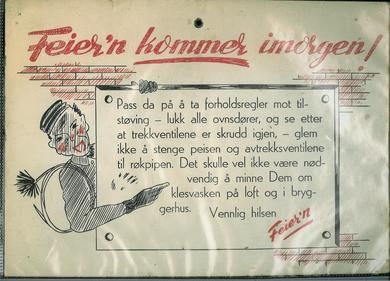 Feier'n kommer imorgen!
Pass da på å ta forholdsregler mot til-
støving – lukk alle ovnsdører, og se etter
at trekkventilene er skrudd igjen, – glem
ikke å stenge peisen og avtrekksventilene
til røkpipen. Det skulle vel ikke være nød-
vendig å minne Dem om
klesvasken på loft og i bryg-
gerhus. Vennlig hilsen
Feier'n